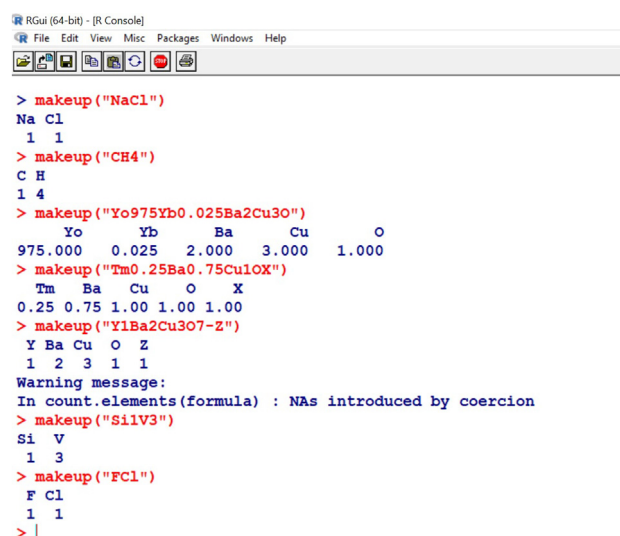 RGui (64-bit) - [R Console]
File Edit View Misc Packages Windows Help
STOP
> makeup("NaCl")
Na Cl
1 1
> makeup("CH4")
C H
1 4
> makeup("Yo975Yb0.025Ba2Cu3O")
Yo Yb Ba Cu O
975.000 0.025 2.000 3.000 1.000
> makeup("Tm0.25Ba0.75Cu1OX")
Tm Ba Cu O X
0.25 0.75 1.00 1.00 1.00
> makeup("Y1Ba2Cu3O7-Z")
Y Ba Cu O Z
1 2 3 1 1
Warning message:
In count.elements(formula) : NAs introduced by coercion
> makeup("Si1V3")
Si V
1 3
> makeup("FCl")
F Cl
1 1
> |